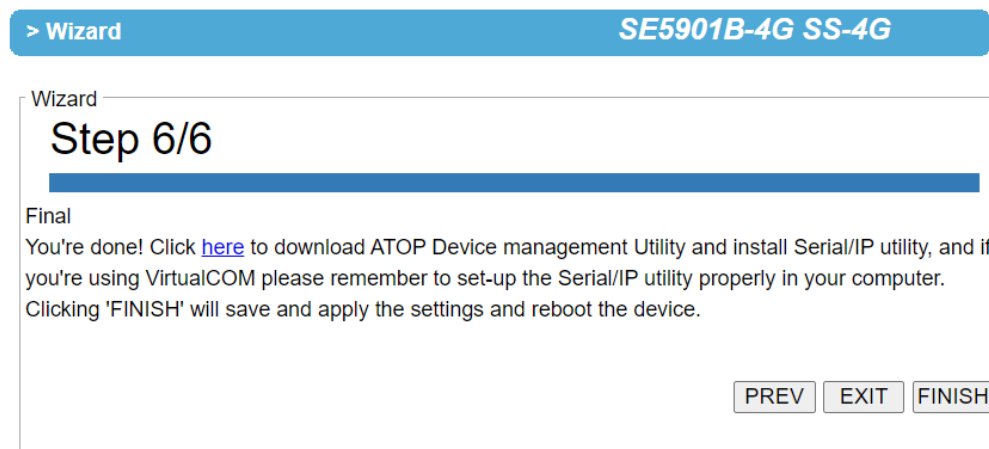 > Wizard
SE5901B-4G SS-4G
Wizard
Step 6/6
Final
You're done! Click here to download ATOP Device management Utility and install Serial/IP utility, and if
you're using VirtualCOM please remember to set-up the Serial/IP utility properly in your computer.
Clicking 'FINISH' will save and apply the settings and reboot the device.
PREV EXIT FINISH